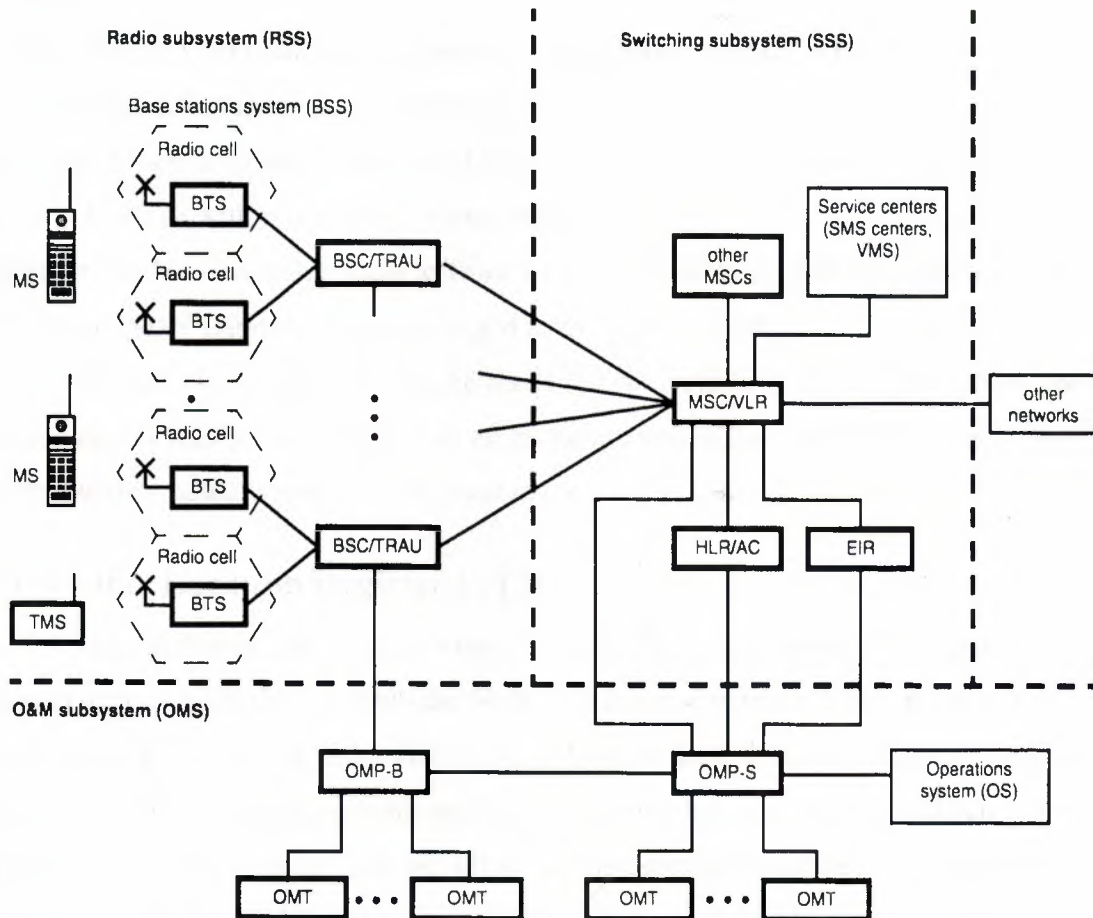 Radio subsystem (RSS)
Switching subsystem (SSS)
Base stations system (BSS)
Radio cell
BTS
MS
Radio cell
BTS
BSC/TRAU
other
MSCs
Service centers
(SMS centers,
VMS)
MSC/VLR
other
networks
Radio cell
BTS
MS
Radio cell
BTS
BSC/TRAU
HLR/AC
EIR
TMS
O&M subsystem (OMS)
OMP-B
OMP-S
Operations
system (OS)
OMT
OMT
OMT
OMT